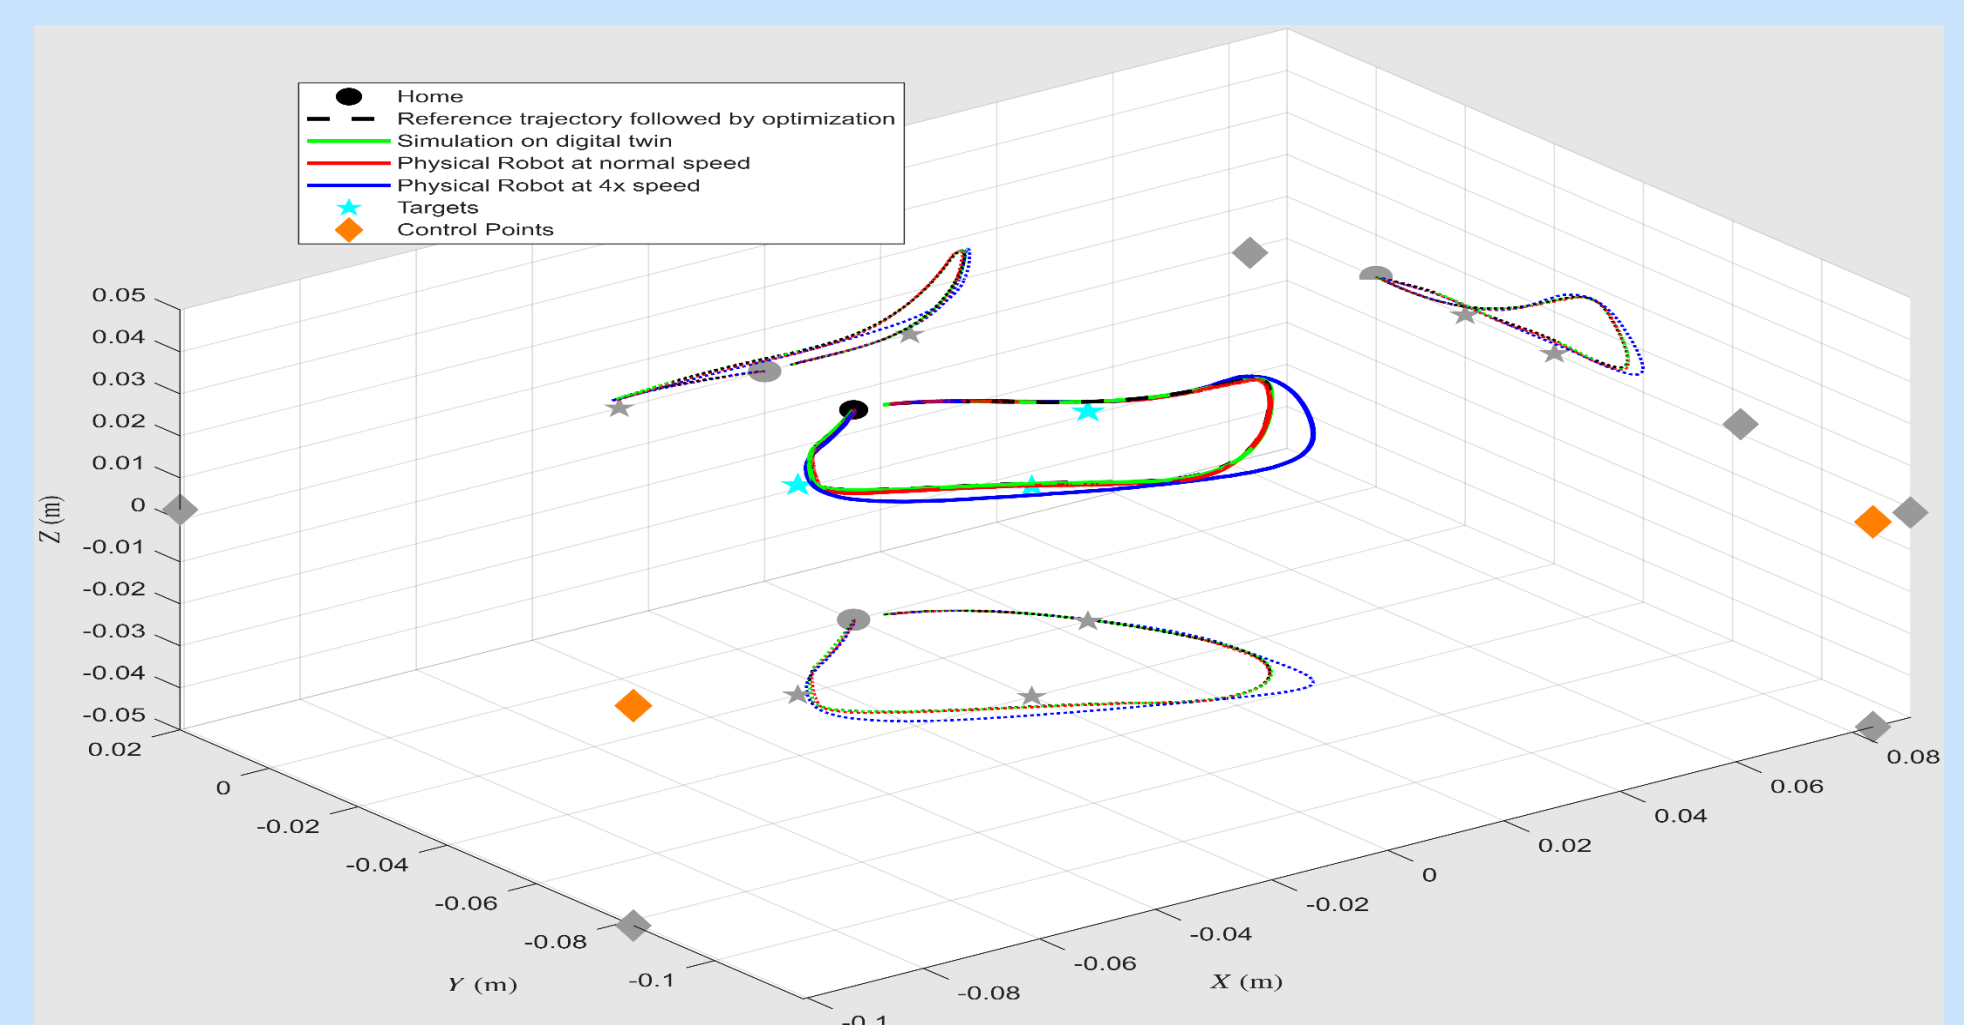 Home
Reference trajectory followed by optimization
Simulation on digital twin
Physical Robot at normal speed
Physical Robot at 4x speed
Targets
Control Points
0.05
0.04
0.03
0.02
0.01
0
-0.01
-0.02
-0.03
-0.04
-0.05
Z (m)
0.02
0
-0.02
-0.04
-0.06
-0.08
-0.1
Y (m)
0.08
0.06
0.04
0.02
0
-0.02
-0.04
-0.06
-0.08
-0.1
X (m)